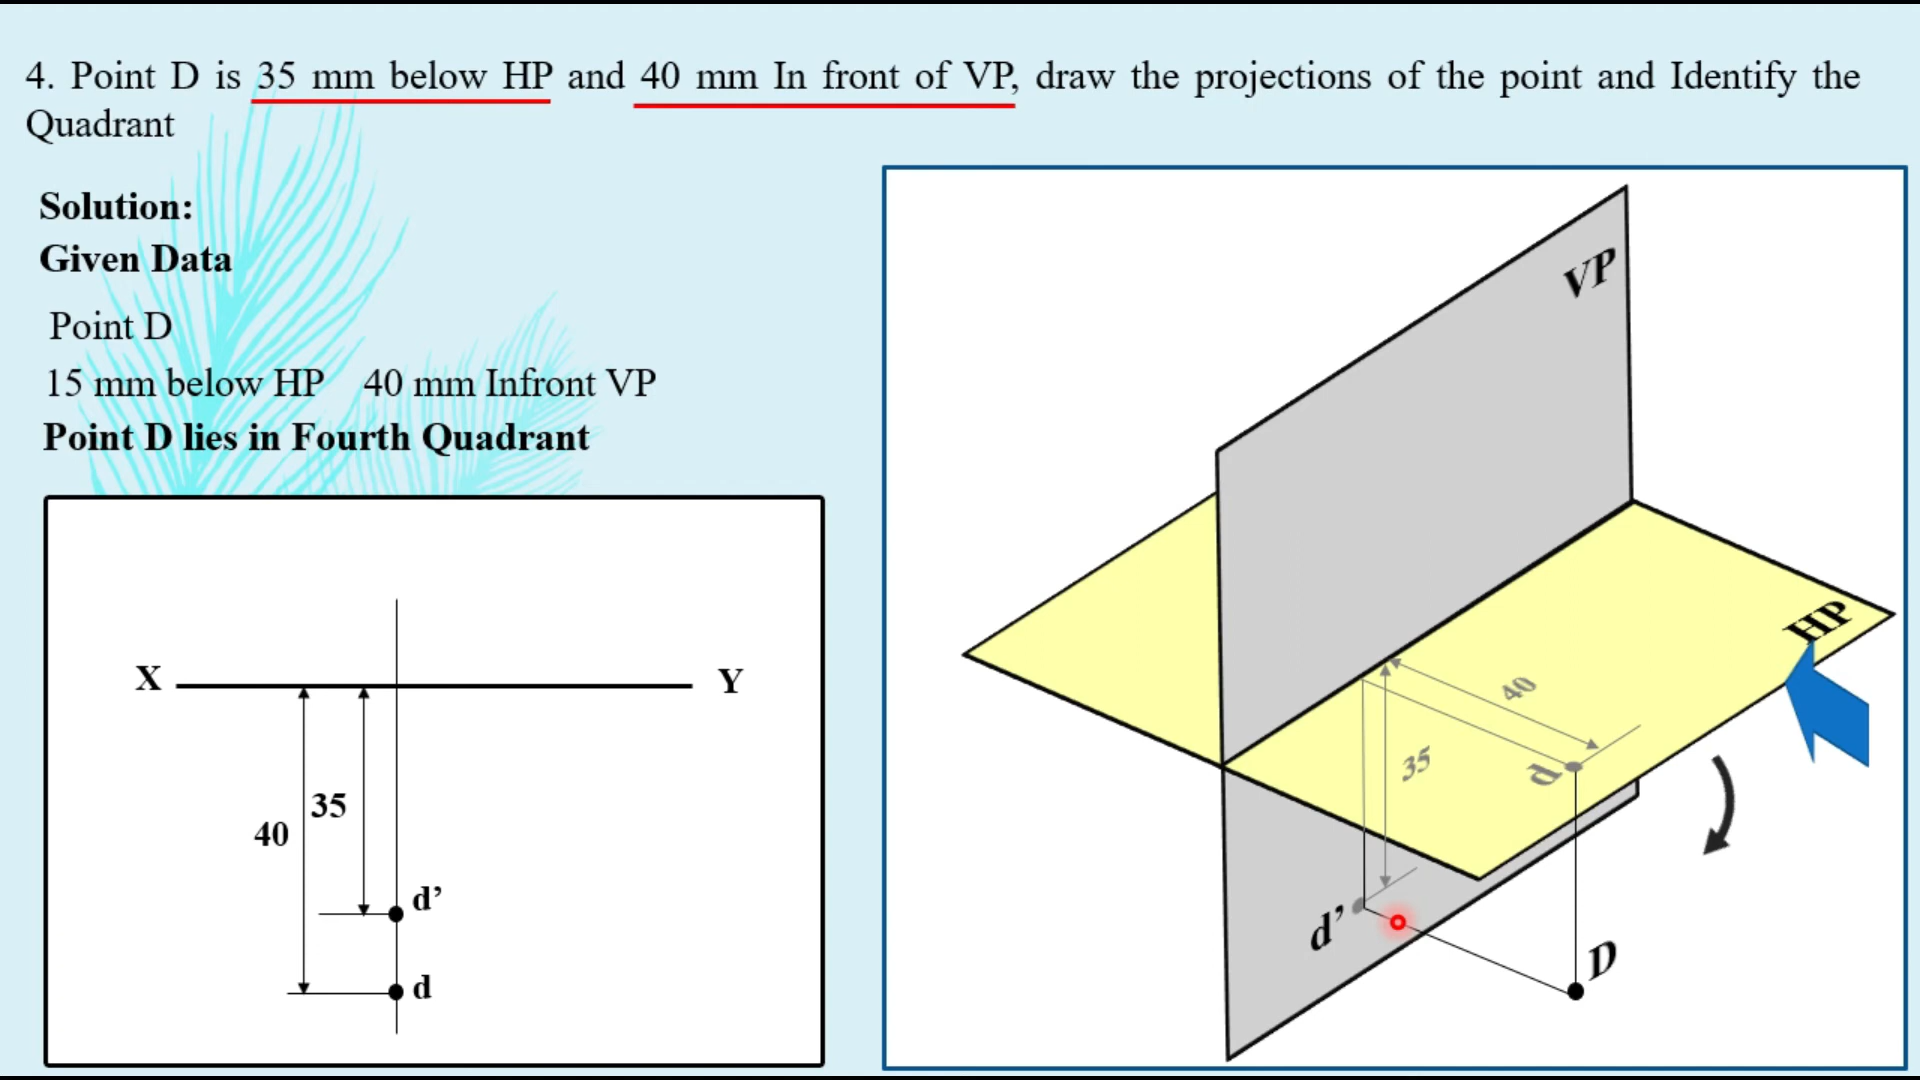 4. Point D is 35 mm below HP and 40 mm In front of VP, draw the projections of the point and Identify the
Quadrant
Solution:
Given Data
Point D
15 mm below HP 40 mm Infront VP
Point D lies in Fourth Quadrant
X
Y
35
40
d’
d
VP
HP
40
35
d
d’
D